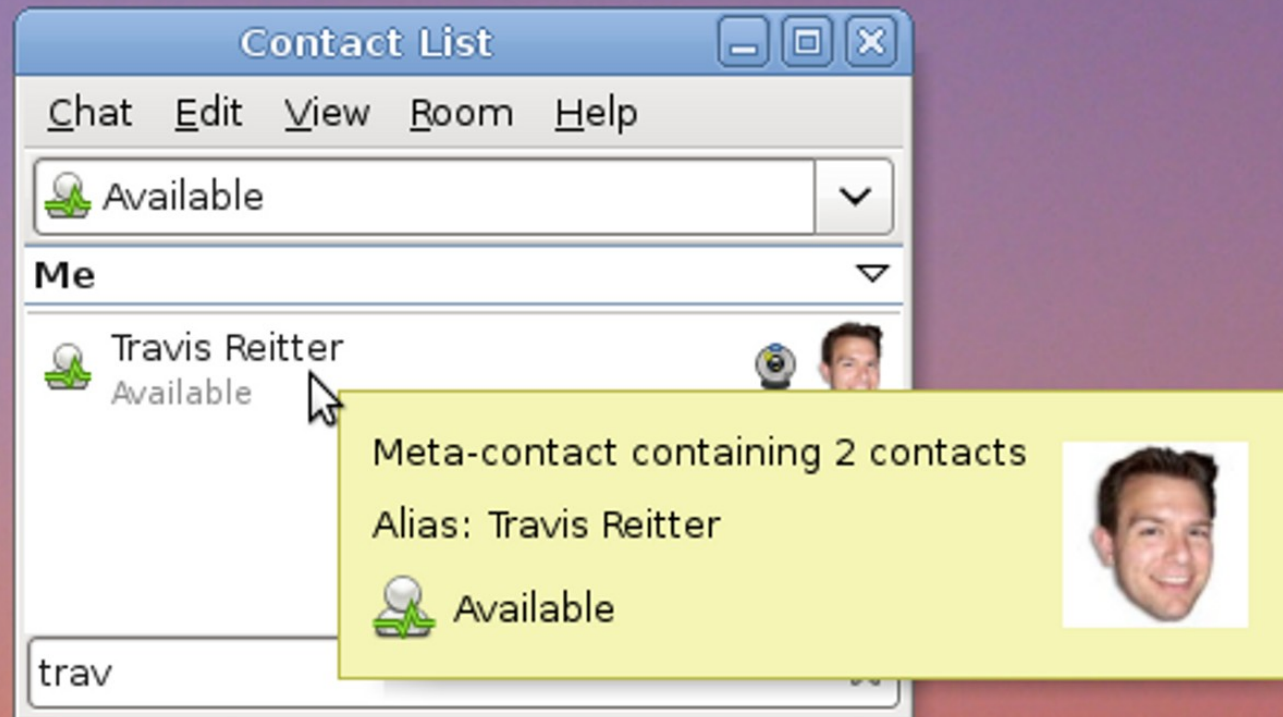 Contact List
Chat Edit View Room Help
Available
Me
Travis Reitter
Available
Meta-contact containing 2 contacts
Alias: Travis Reitter
Available
trav